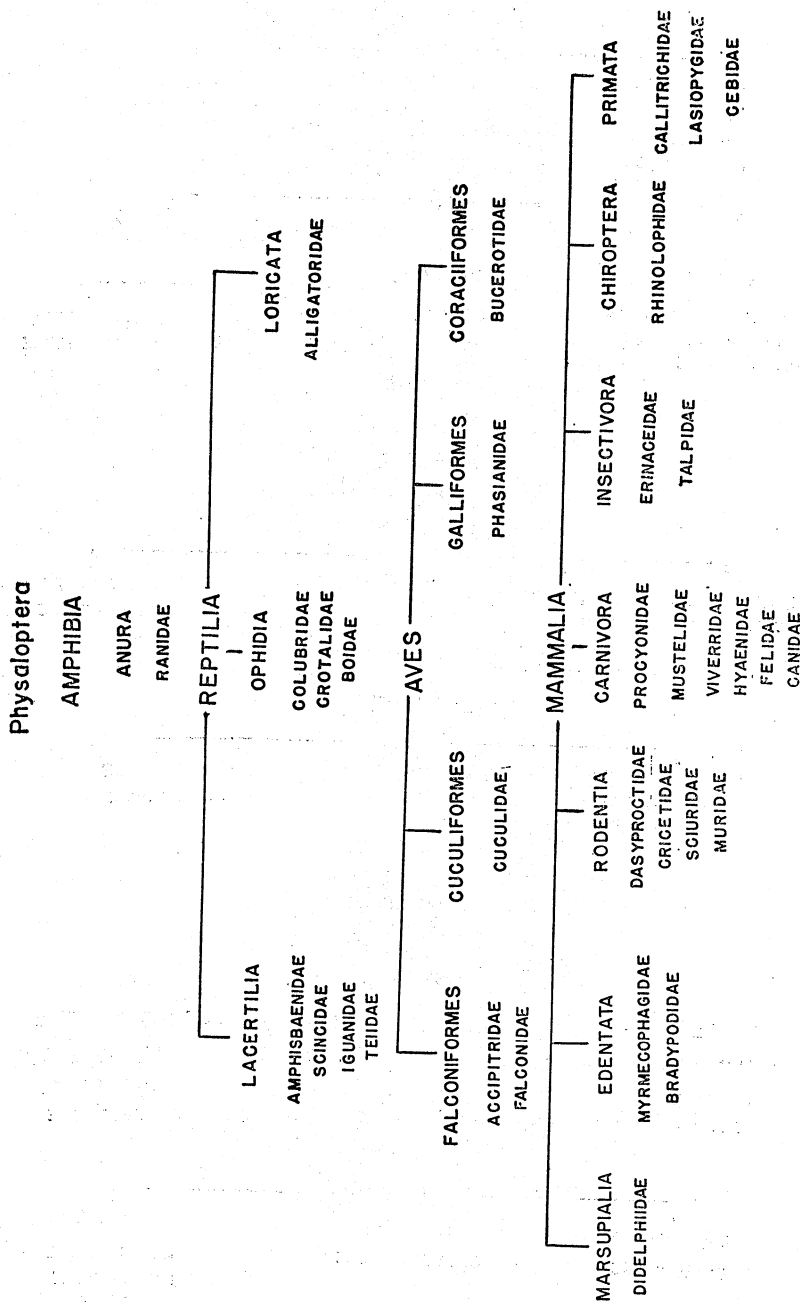 Physaloptera
AMPHIBIA
ANURA
RANIDAE
REPTILIA
LACERTILIA
AMPHISBAENIDAE
SCINCIDAE
IGUANIDAE
TEIIDAE
OPHIDIA
COLUBRIDAE
CROTALIDAE
BOIDAE
LORICATA
ALLIGATORIDAE
AVES
FALCONIFORMES
ACCIPITRIDAE
FALCONIDAE
CUCULIFORMES
CUCULIDAE
GALLIFORMES
PHASIANIDAE
CORACIIFORMES
BUCEROTIDAE
MAMMALIA
MARSUPIALIA
DIDELPHIIDAE
EDENTATA
MYRMECOPHAGIDAE
BRADYPODIDAE
RODENTIA
DASYPROCTIDAE
CRICETIDAE
SCIURIDAE
MURIDAE
CARNIVORA
PROCYONIDAE
MUSTELIDAE
VIVERRIDAE
HYAENIDAE
FELIDAE
CANIDAE
INSECTIVORA
ERINACEIDAE
TALPIDAE
CHIROPTERA
RHINOLOPHIDAE
PRIMATA
CALLITRICHIDAE
LASIOPYGIDAE
CEBIDAE